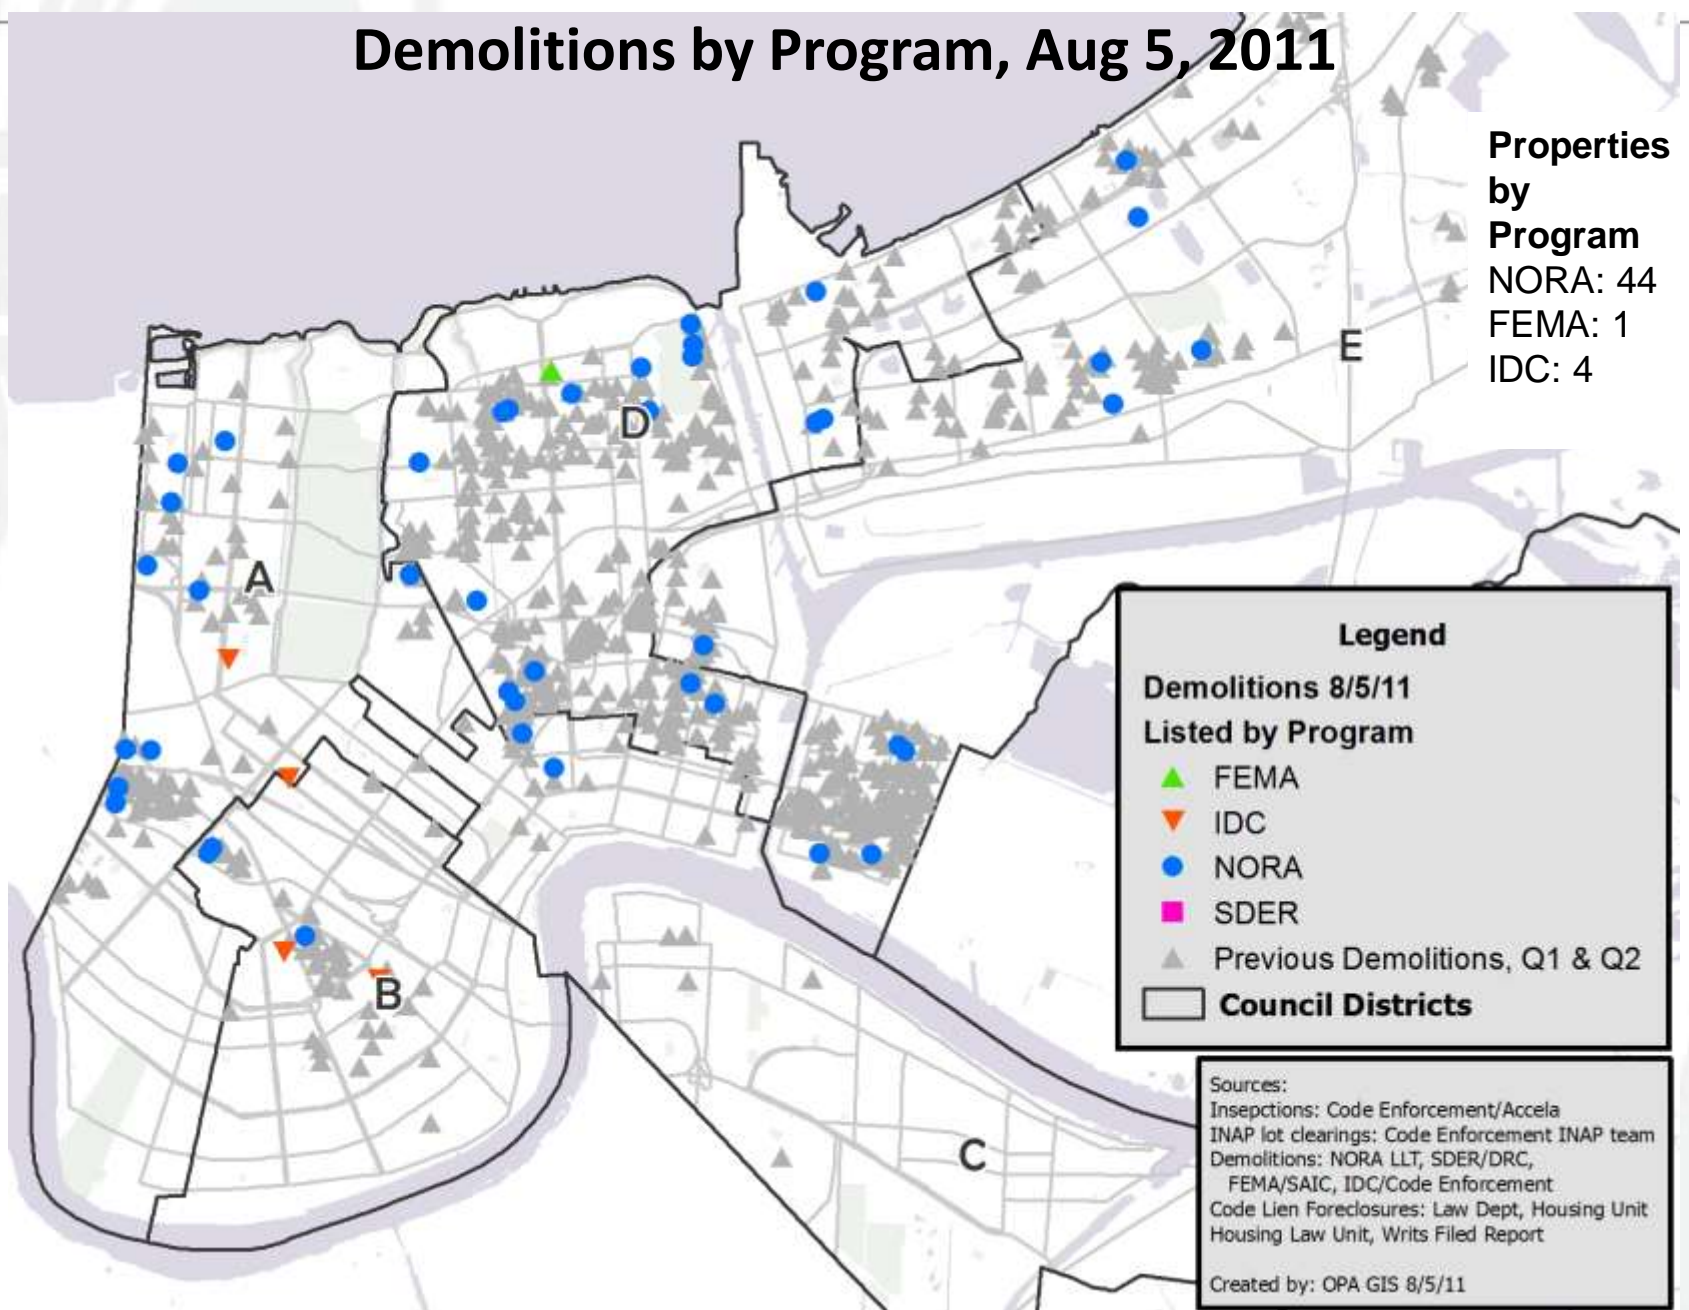 Demolitions by Program, Aug 5, 2011
Properties
by
Program
NORA: 44
FEMA: 1
IDC: 4
E
D
A
B
C
Legend
Demolitions 8/5/11
Listed by Program
FEMA
IDC
NORA
SDER
Previous Demolitions, Q1 & Q2
Council Districts
Sources:
Insepctions: Code Enforcement/Accela
INAP lot clearings: Code Enforcement INAP team
Demolitions: NORA LLT, SDER/DRC,
FEMA/SAIC, IDC/Code Enforcement
Code Lien Foreclosures: Law Dept, Housing Unit
Housing Law Unit, Writs Filed Report
Created by: OPA GIS 8/5/11